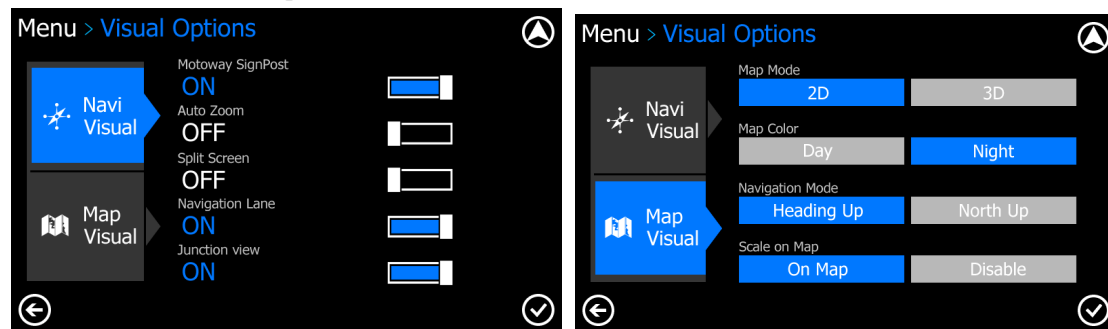 Menu > Visual Options
Navi
Visual
Map
Visual
Motoway SignPost
ON
Auto Zoom
OFF
Split Screen
OFF
Navigation Lane
ON
Junction view
ON
Menu > Visual Options
Navi
Visual
Map
Visual
Map Mode
2D 3D
Map Color
Day Night
Navigation Mode
Heading Up North Up
Scale on Map
On Map Disable